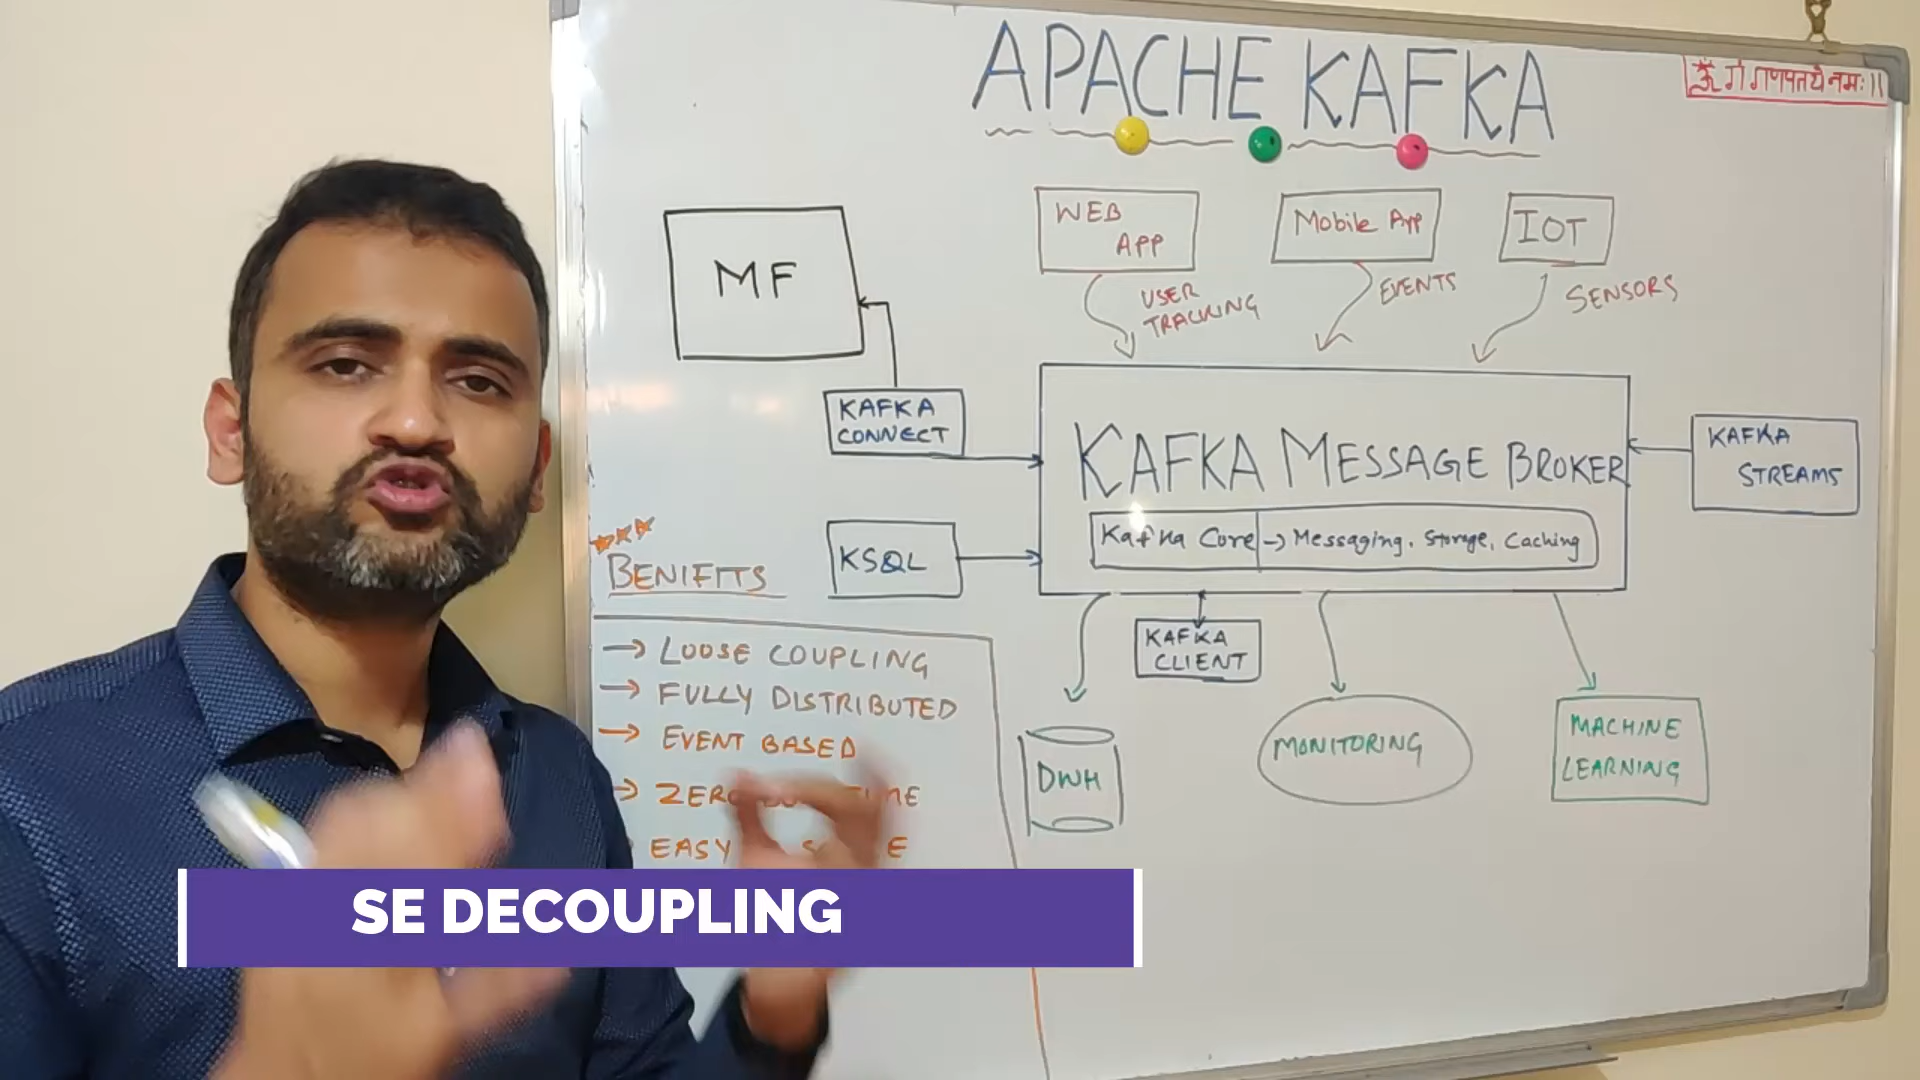 APACHE KAFKA
ॐ गं गणपतये नमः ॥
MF
WEB
APP
Mobile App
IOT
USER
TRACKING
EVENTS
SENSORS
KAFKA
CONNECT
KAFKA MESSAGE BROKER
Kafka Core → Messaging, Storage, Caching
KAFKA
STREAMS
KSQL
BENIFITS
→ LOOSE COUPLING
→ FULLY DISTRIBUTED
→ EVENT BASED
→ ZERO
EASY
KAFKA
CLIENT
DWH
MONITORING
MACHINE
LEARNING
SE DECOUPLING